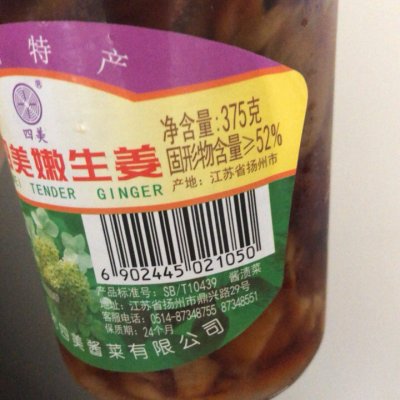 特产
®
四美
美嫩生姜
TENDER GINGER
净含量:375克
固形物含量≥52%
产地:江苏省扬州市
6 902445 021050
产品标准号: SB/T10439 酱渍菜
地址:江苏省扬州市鼎兴路29号
客服电话: 0514-87348755 87348551
保质期: 24个月
四美酱菜有限公司